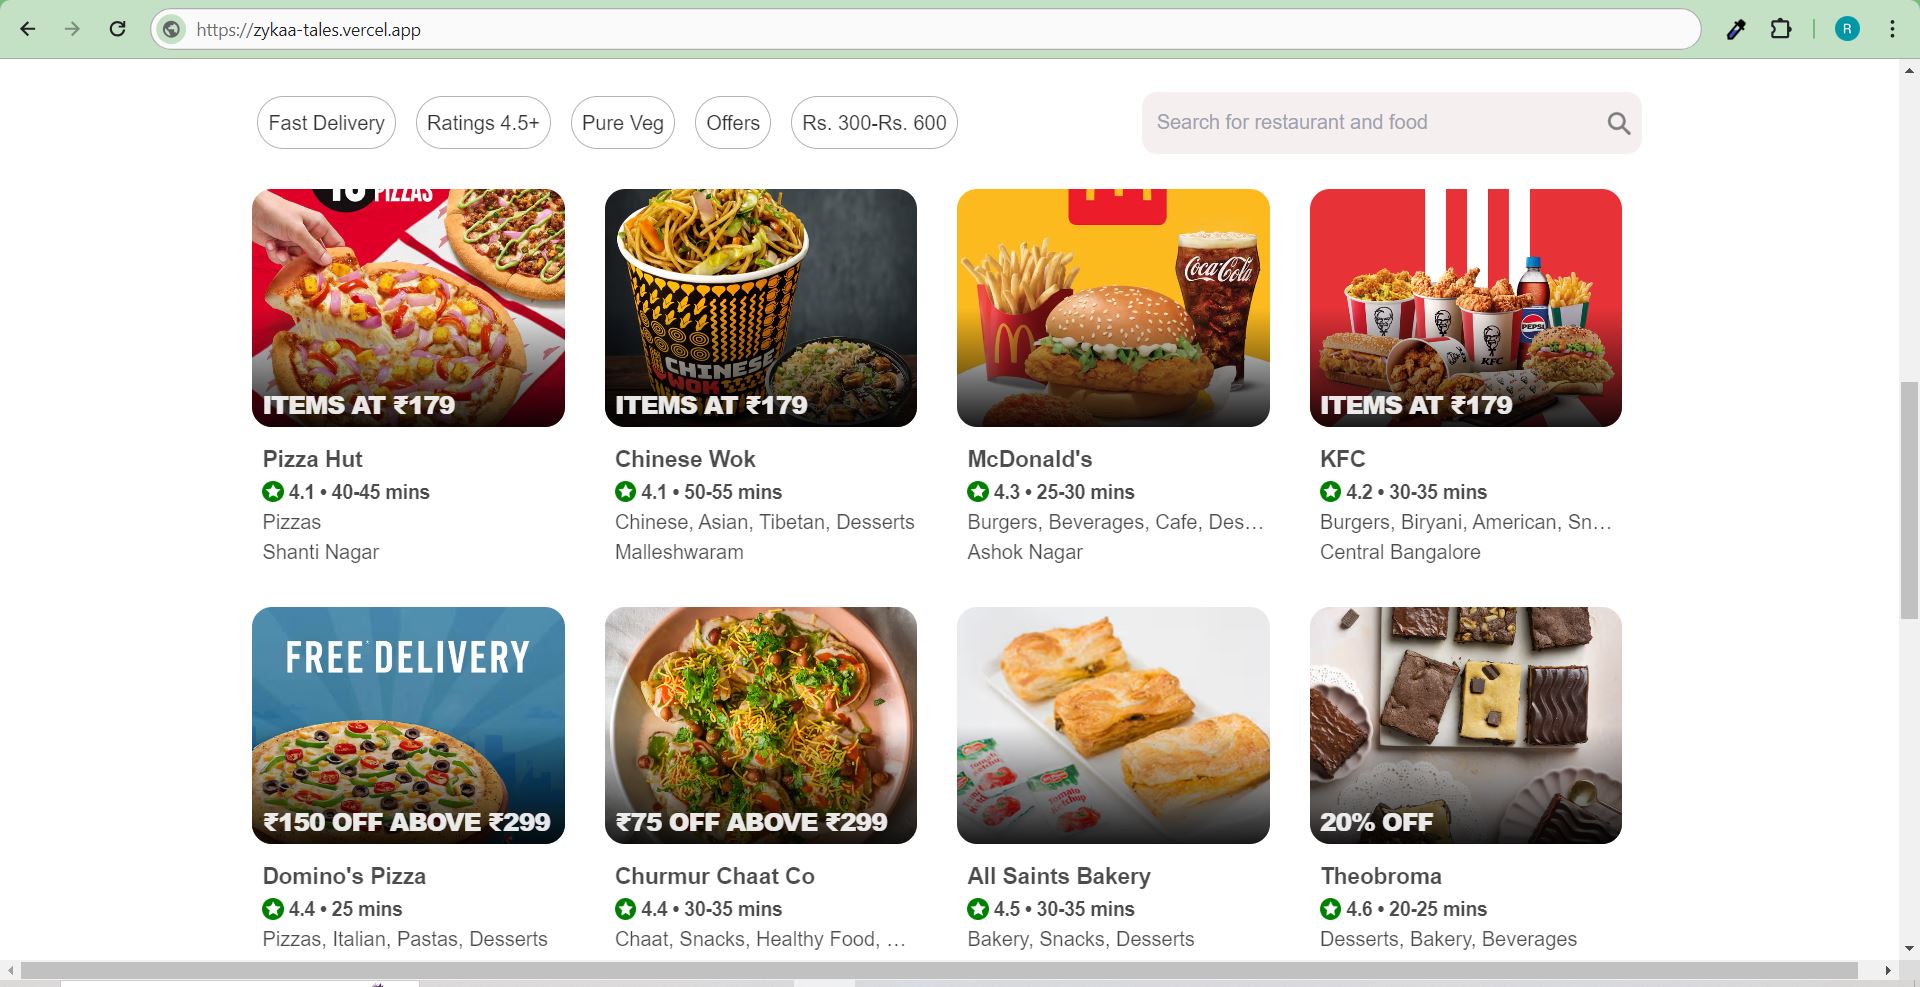 https://zykaa-tales.vercel.app
R
Fast Delivery
Ratings 4.5+
Pure Veg
Offers
Rs. 300-Rs. 600
Search for restaurant and food
PIZZAS
ITEMS AT ₹179
CHINESE
WOK
ITEMS AT ₹179
Coca-Cola
PEPSI
KFC
ITEMS AT ₹179
Pizza Hut
4.1 • 40-45 mins
Pizzas
Shanti Nagar
Chinese Wok
4.1 • 50-55 mins
Chinese, Asian, Tibetan, Desserts
Malleshwaram
McDonald's
4.3 • 25-30 mins
Burgers, Beverages, Cafe, Des...
Ashok Nagar
KFC
4.2 • 30-35 mins
Burgers, Biryani, American, Sn...
Central Bangalore
FREE DELIVERY
₹150 OFF ABOVE ₹299
₹75 OFF ABOVE ₹299
Tomato
Ketchup
20% OFF
Domino's Pizza
4.4 • 25 mins
Pizzas, Italian, Pastas, Desserts
Churmur Chaat Co
4.4 • 30-35 mins
Chaat, Snacks, Healthy Food, ...
All Saints Bakery
4.5 • 30-35 mins
Bakery, Snacks, Desserts
Theobroma
4.6 • 20-25 mins
Desserts, Bakery, Beverages